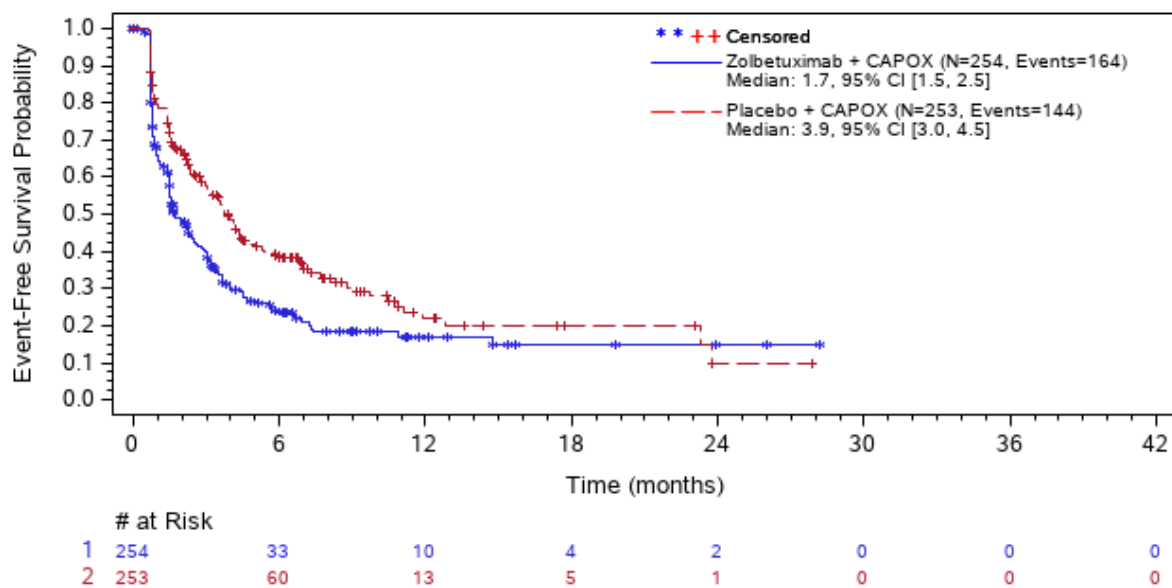 Event-Free Survival Probability
1.0
0.9
0.8
0.7
0.6
0.5
0.4
0.3
0.2
0.1
0.0
Censored
Zolbetuximab + CAPOX (N=254, Events=164)
Median: 1.7, 95% CI [1.5, 2.5]
Placebo + CAPOX (N=253, Events=144)
Median: 3.9, 95% CI [3.0, 4.5]
0 6 12 18 24 30 36 42
Time (months)
# at Risk
1 254 33 10 4 2 0 0 0
2 253 60 13 5 1 0 0 0